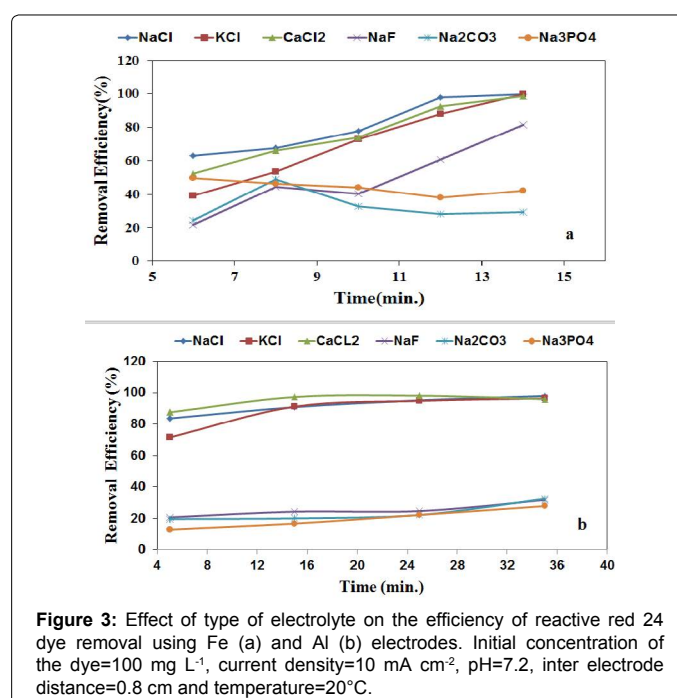 NaCl KCl CaCl2 NaF Na2CO3 Na3PO4
120
100
80
60
40
20
0
Removal Efficiency(%)
a
5 7 9 11 13 15
Time(min.)
NaCl KCl CaCL2 NaF Na2CO3 Na3PO4
120
100
80
60
40
20
0
Removal Efficiency (%)
b
4 8 12 16 20 24 28 32 36 40
Time (min.)
Figure 3: Effect of type of electrolyte on the efficiency of reactive red 24
dye removal using Fe (a) and Al (b) electrodes. Initial concentration of
the dye=100 mg L-1, current density=10 mA cm-2, pH=7.2, inter electrode
distance=0.8 cm and temperature=20°C.